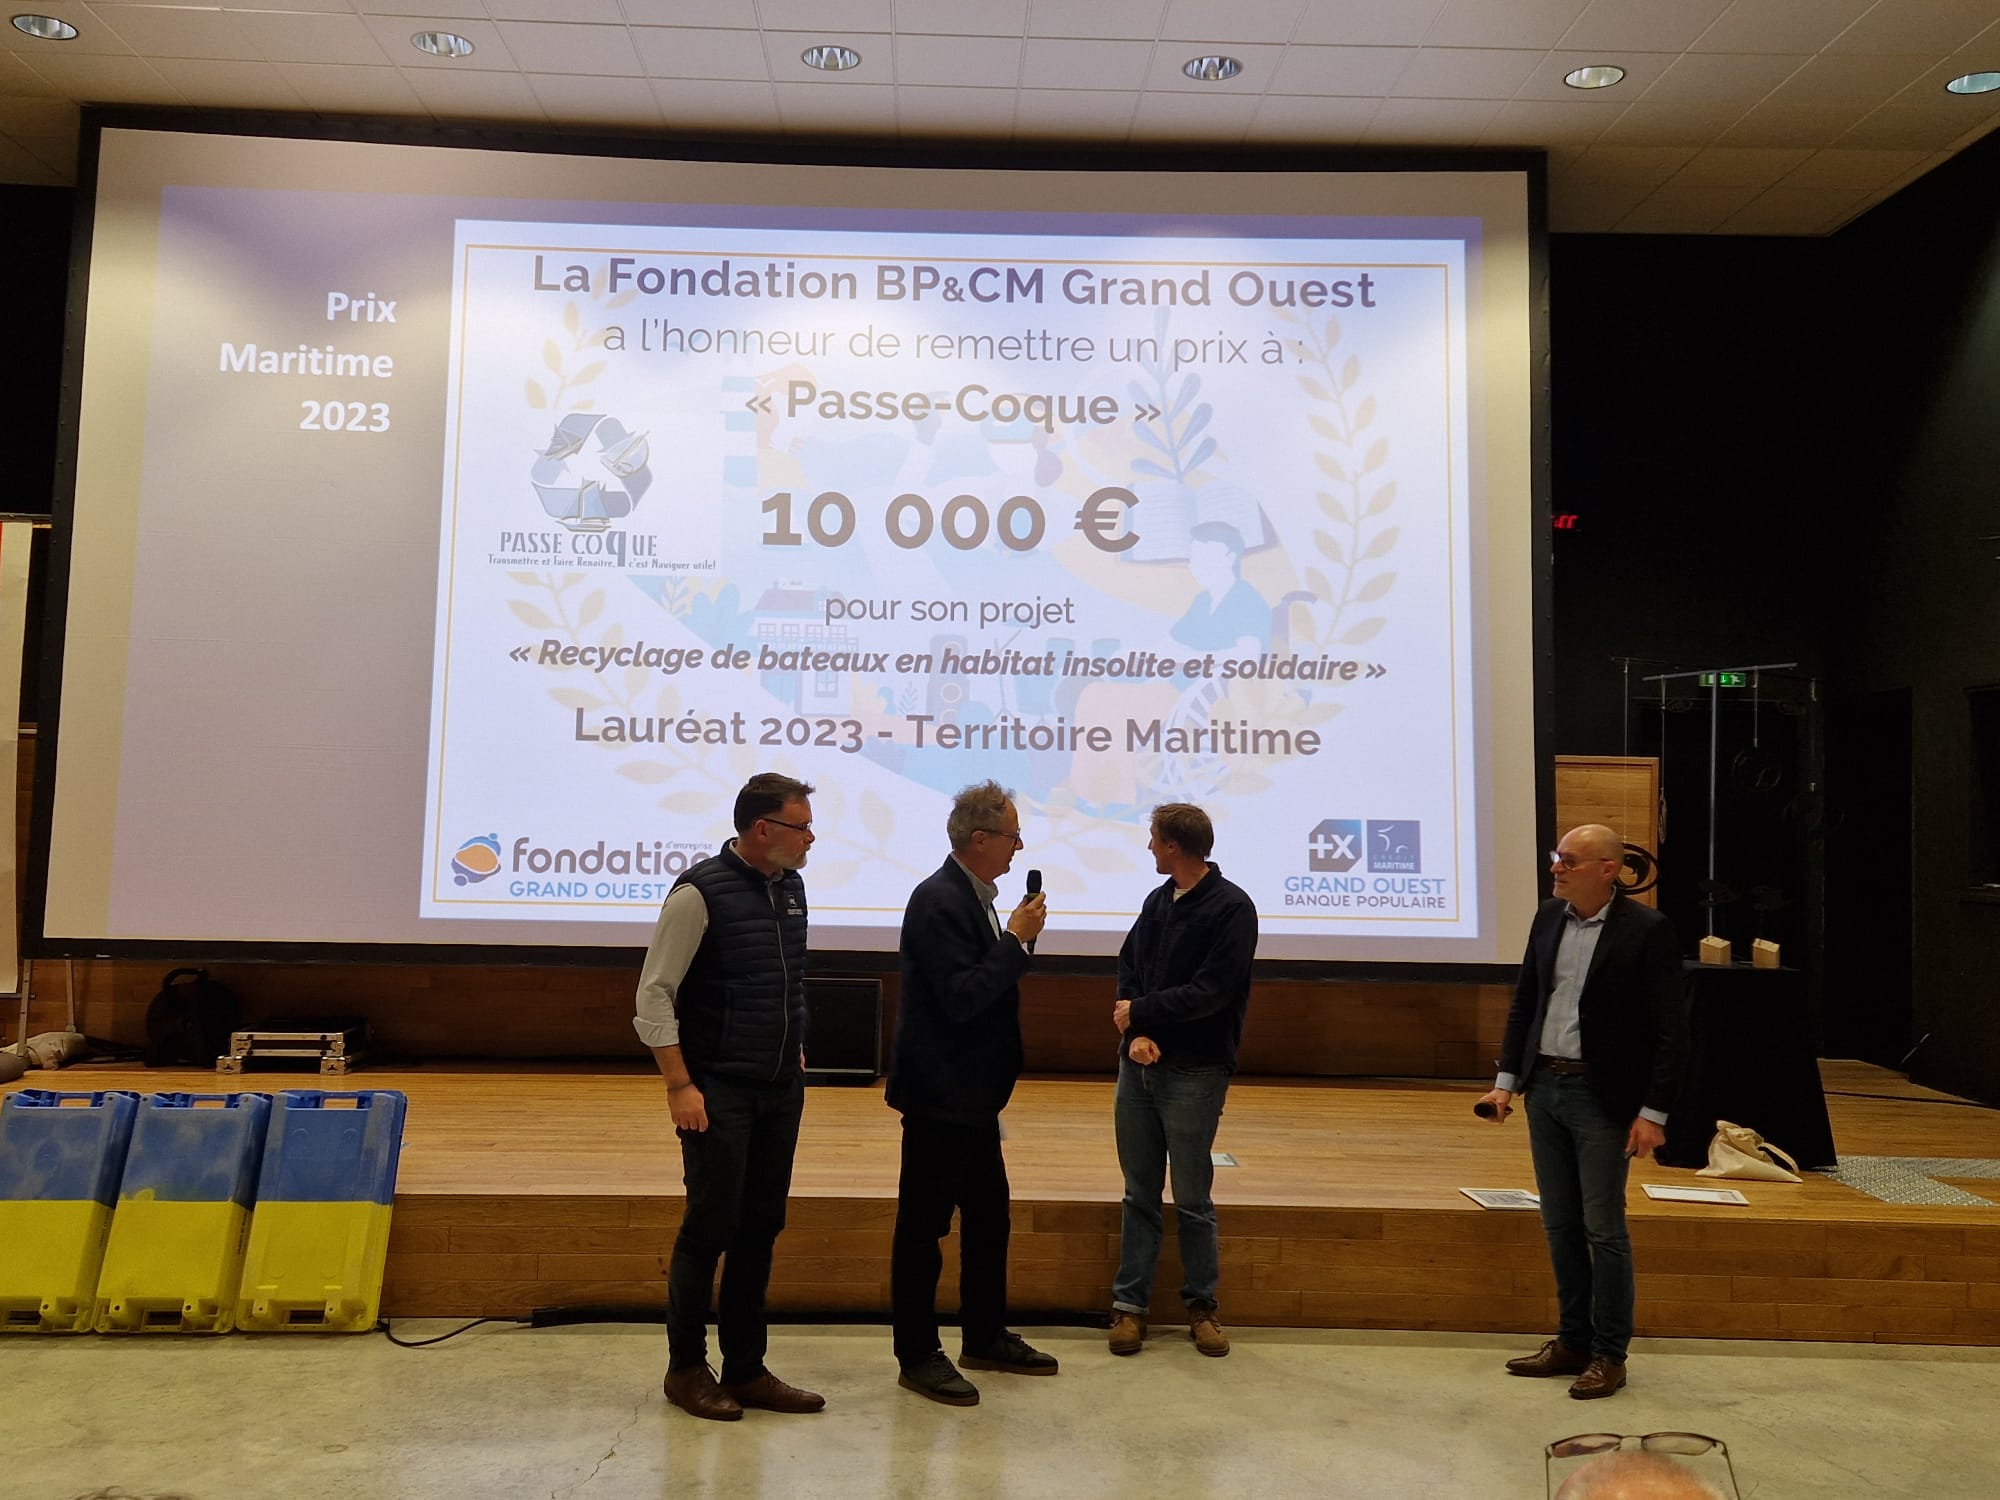 Prix
Maritime
2023
La Fondation BP&CM Grand Ouest
a l'honneur de remettre un prix à :
« Passe-Coque »
10 000 €
PASSE COQUE
Transmettre et Faire Renaître, c'est Naviguer utile!
pour son projet
« Recyclage de bateaux en habitat insolite et solidaire »
Lauréat 2023 - Territoire Maritime
d'entreprise
fondatio
GRAND OUEST
+X
CRÉDIT
MARITIME
GRAND OUEST
BANQUE POPULAIRE